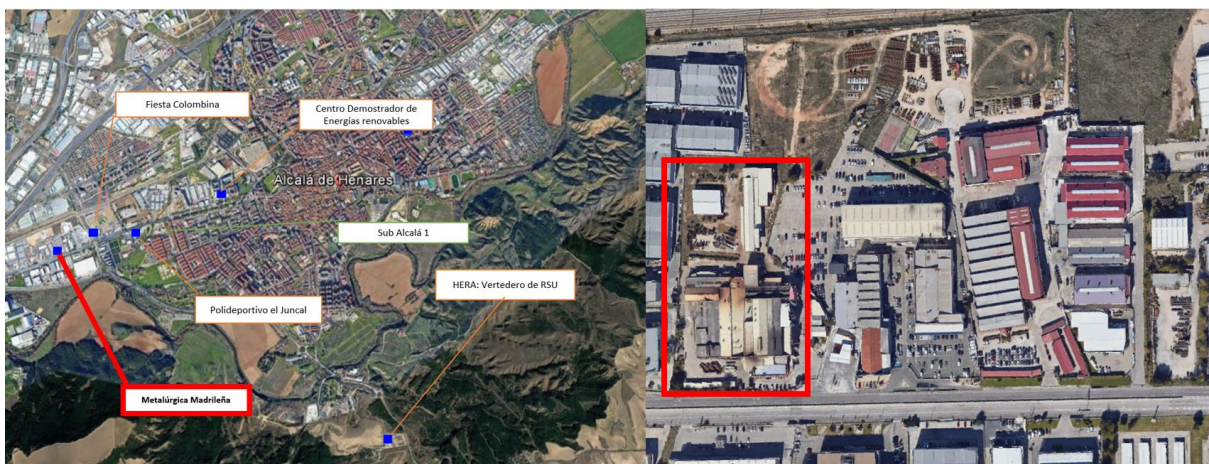 Fiesta Colombina
Centro Demostrador de
Energías renovables
Alcalá de Henares
Sub Alcalá 1
HERA: Vertedero de RSU
Polideportivo el Juncal
Metalúrgica Madrileña